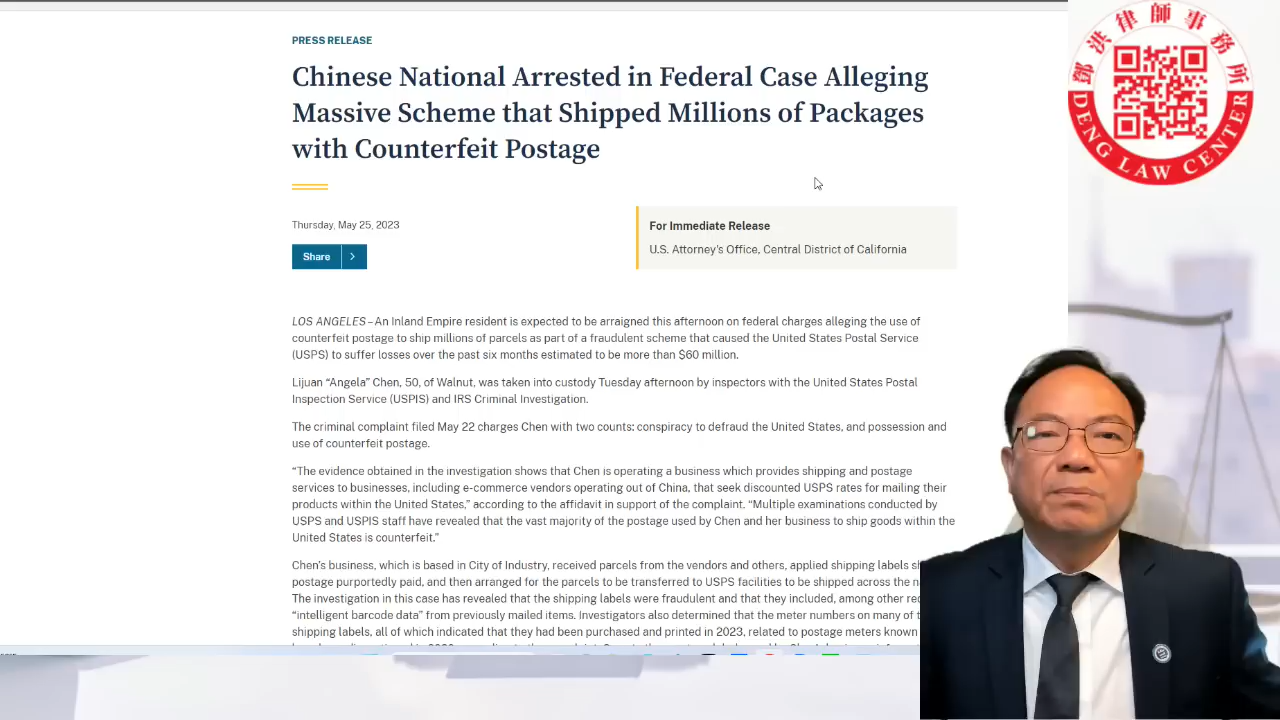 PRESS RELEASE
Chinese National Arrested in Federal Case Alleging
Massive Scheme that Shipped Millions of Packages
with Counterfeit Postage
Thursday, May 25, 2023
Share
For Immediate Release
U.S. Attorney's Office, Central District of California
LOS ANGELES – An Inland Empire resident is expected to be arraigned this afternoon on federal charges alleging the use of
counterfeit postage to ship millions of parcels as part of a fraudulent scheme that caused the United States Postal Service
(USPS) to suffer losses over the past six months estimated to be more than $60 million.
Lijuan “Angela” Chen, 50, of Walnut, was taken into custody Tuesday afternoon by inspectors with the United States Postal
Inspection Service (USPIS) and IRS Criminal Investigation.
The criminal complaint filed May 22 charges Chen with two counts: conspiracy to defraud the United States, and possession and
use of counterfeit postage.
“The evidence obtained in the investigation shows that Chen is operating a business which provides shipping and postage
services to businesses, including e-commerce vendors operating out of China, that seek discounted USPS rates for mailing their
products within the United States,” according to the affidavit in support of the complaint. “Multiple examinations conducted by
USPS and USPIS staff have revealed that the vast majority of the postage used by Chen and her business to ship goods within the
United States is counterfeit.”
Chen's business, which is based in City of Industry, received parcels from the vendors and others, applied shipping labels
postage purportedly paid, and then arranged for the parcels to be transferred to USPS facilities to be shipped across the
The investigation in this case has revealed that the shipping labels were fraudulent and that they included, among other
“intelligent barcode data” from previously mailed items. Investigators also determined that the meter numbers on many of
shipping labels, all of which indicated that they had been purchased and printed in 2023, related to postage meters known
鄧洪律師事務所
DENG LAW CENTER